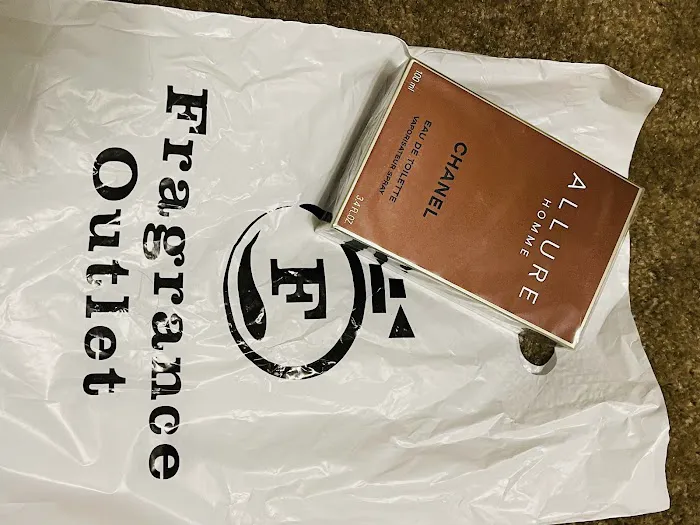 Fragrance
Outlet
F
ALLURE
HOMME
CHANEL
EAU DE TOILETTE
VAPORISATEUR SPRAY
100 ml
3.4 FL.OZ.